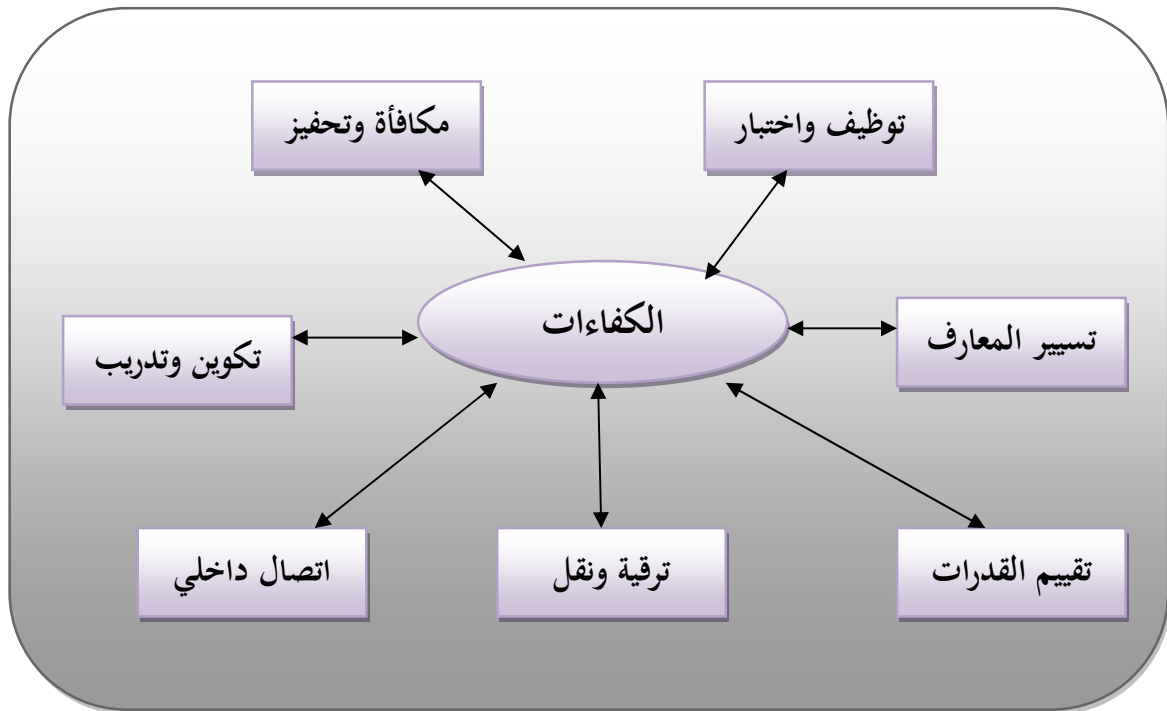 توظيف واختبار
مكافأة وتحفيز
الكفاءات
تسيير المعارف
تكوين وتدريب
تقييم القدرات
ترقية ونقل
اتصال داخلي